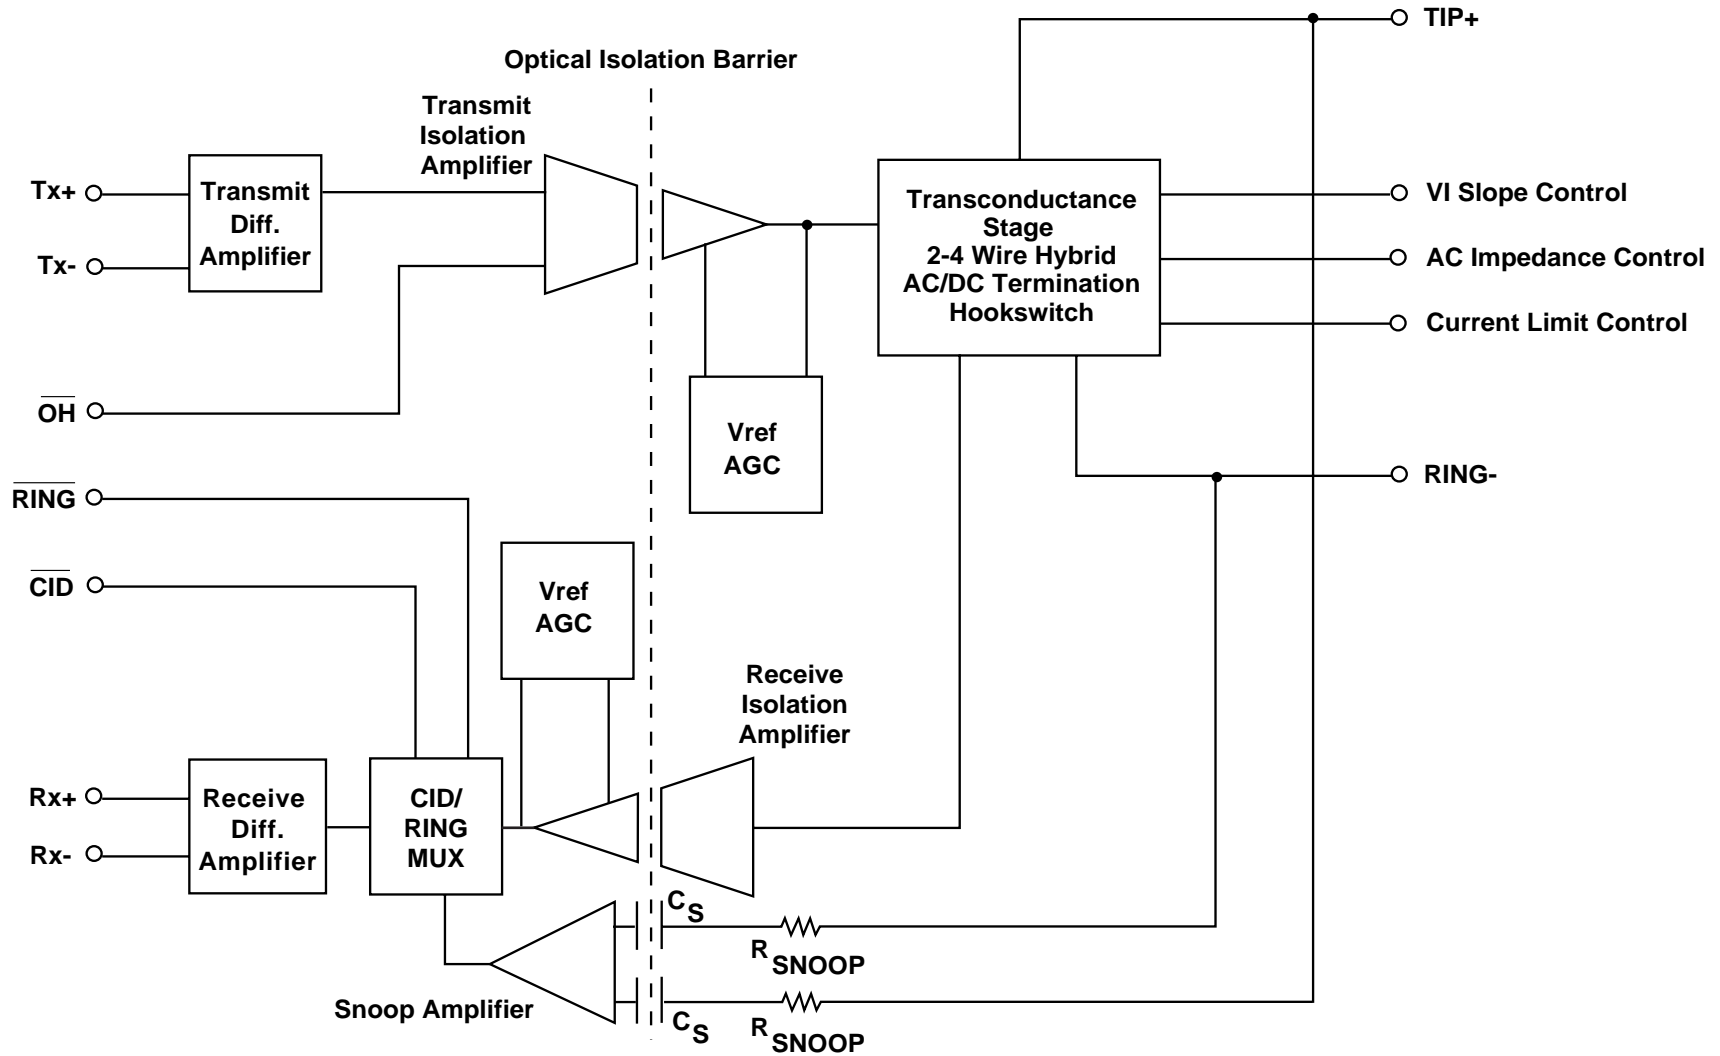 TIP+
Optical Isolation Barrier
Transmit
Isolation
Amplifier
Tx+
Tx-
Transmit
Diff.
Amplifier
Transconductance
Stage
2-4 Wire Hybrid
AC/DC Termination
Hookswitch
VI Slope Control
AC Impedance Control
Current Limit Control
OH
Vref
AGC
RING-
RING
CID
Vref
AGC
Receive
Isolation
Amplifier
Rx+
Rx-
Receive
Diff.
Amplifier
CID/
RING
MUX
CS
RSNOOP
Snoop Amplifier
CS
RSNOOP